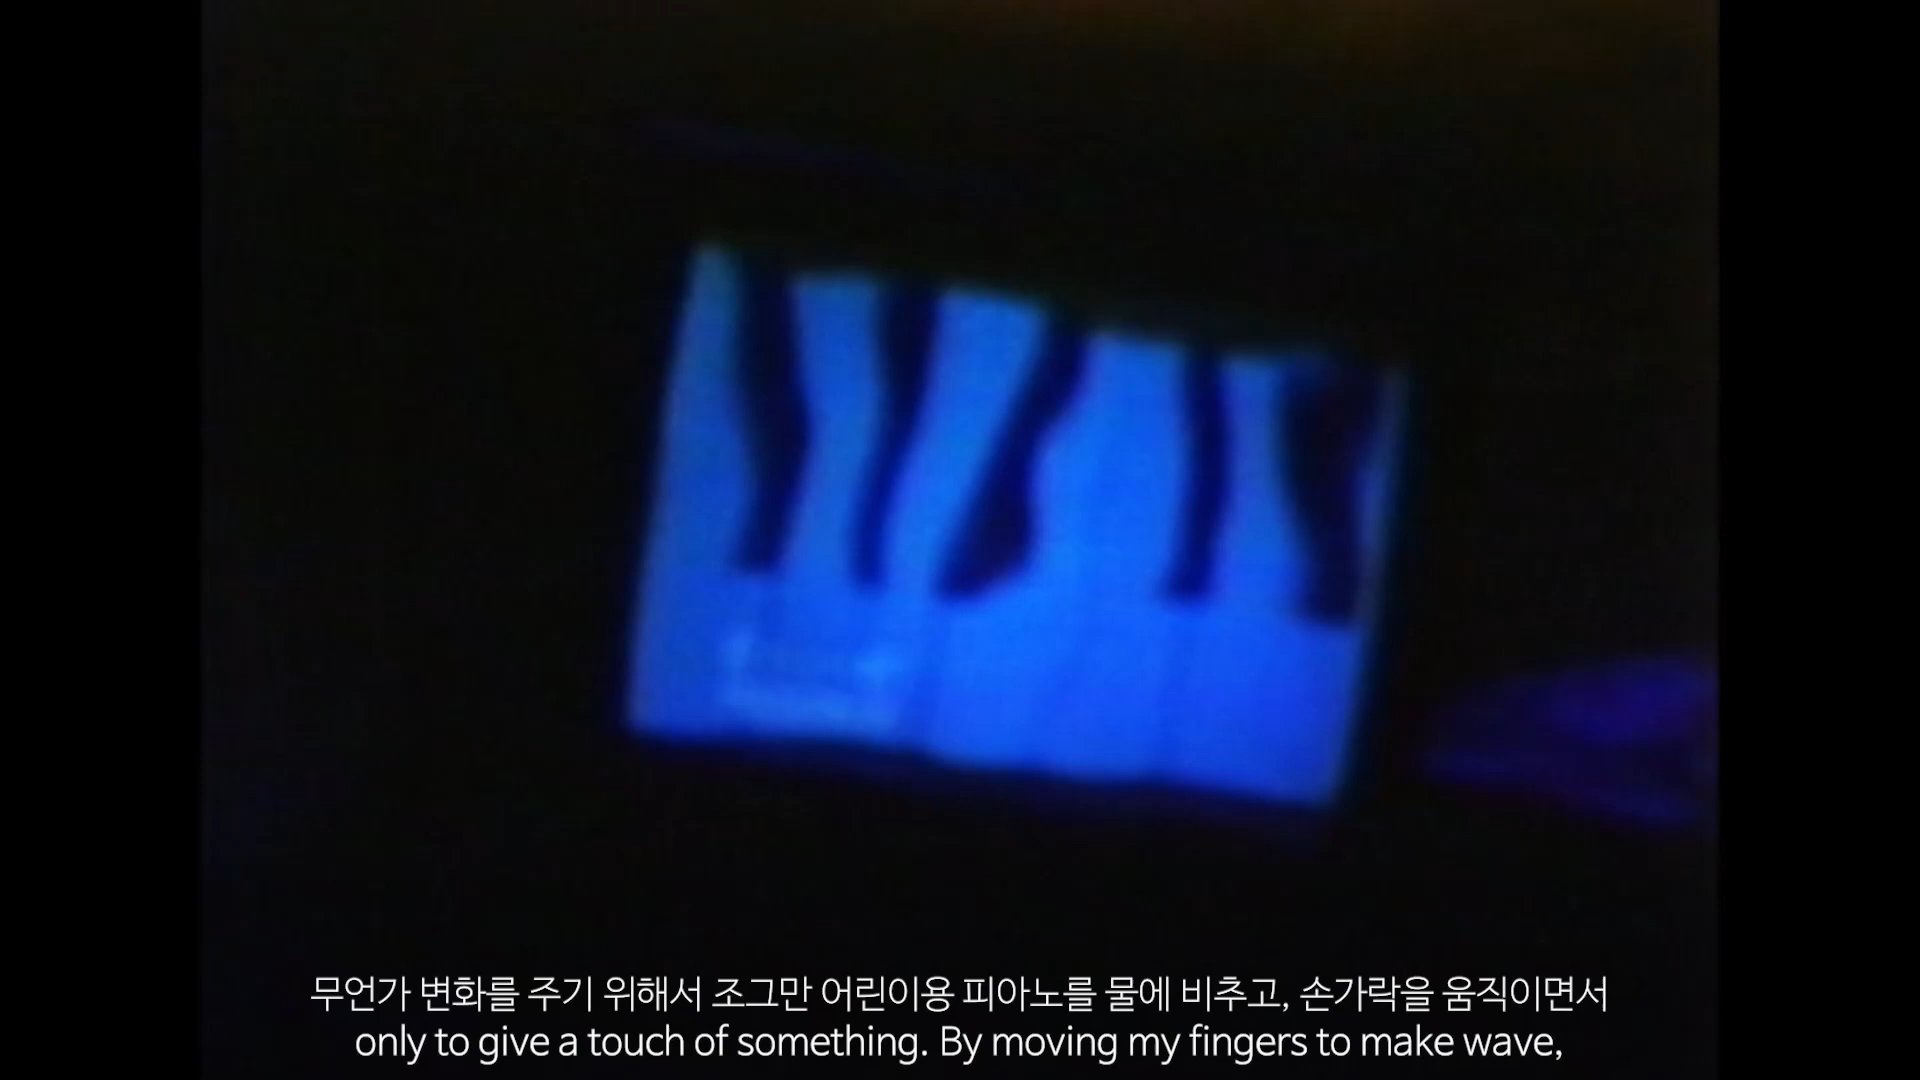 무언가 변화를 주기 위해서 조그만 어린이용 피아노를 물에 비추고, 손가락을 움직이면서
only to give a touch of something. By moving my fingers to make wave,